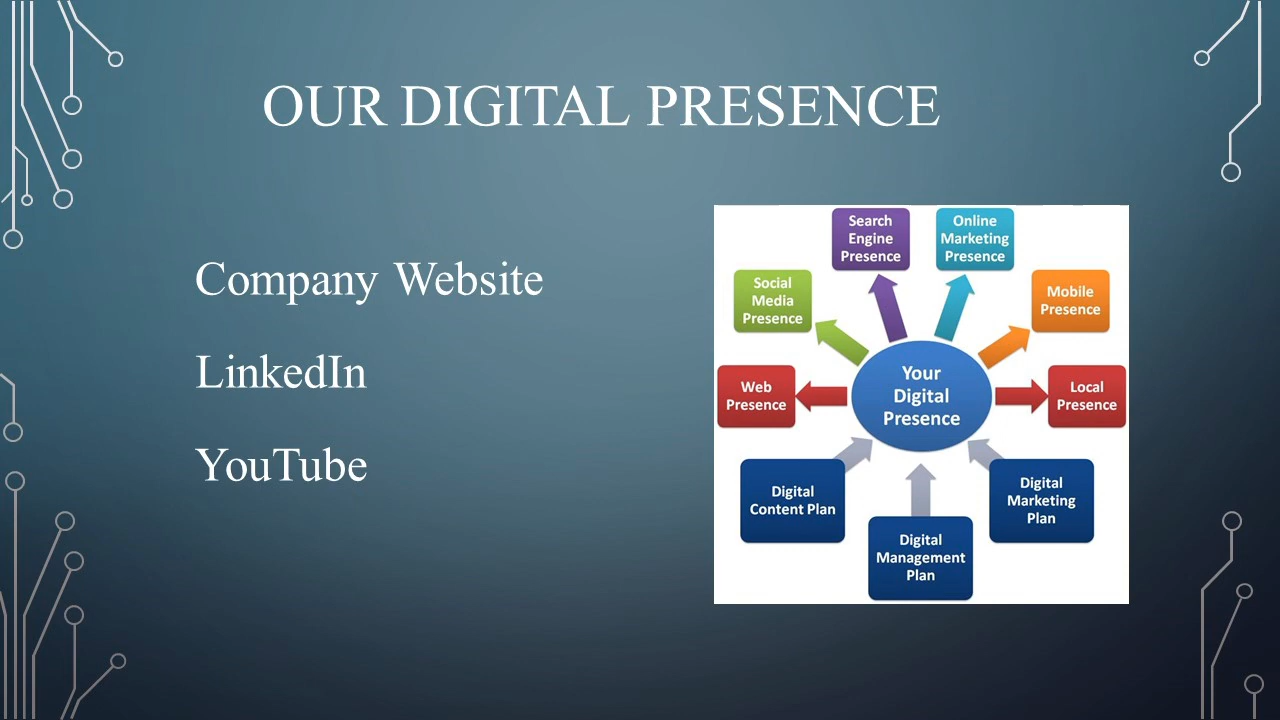 OUR DIGITAL PRESENCE
Company Website
LinkedIn
YouTube
Search
Engine
Presence
Online
Marketing
Presence
Social
Media
Presence
Mobile
Presence
Web
Presence
Your
Digital
Presence
Local
Presence
Digital
Content Plan
Digital
Management
Plan
Digital
Marketing
Plan